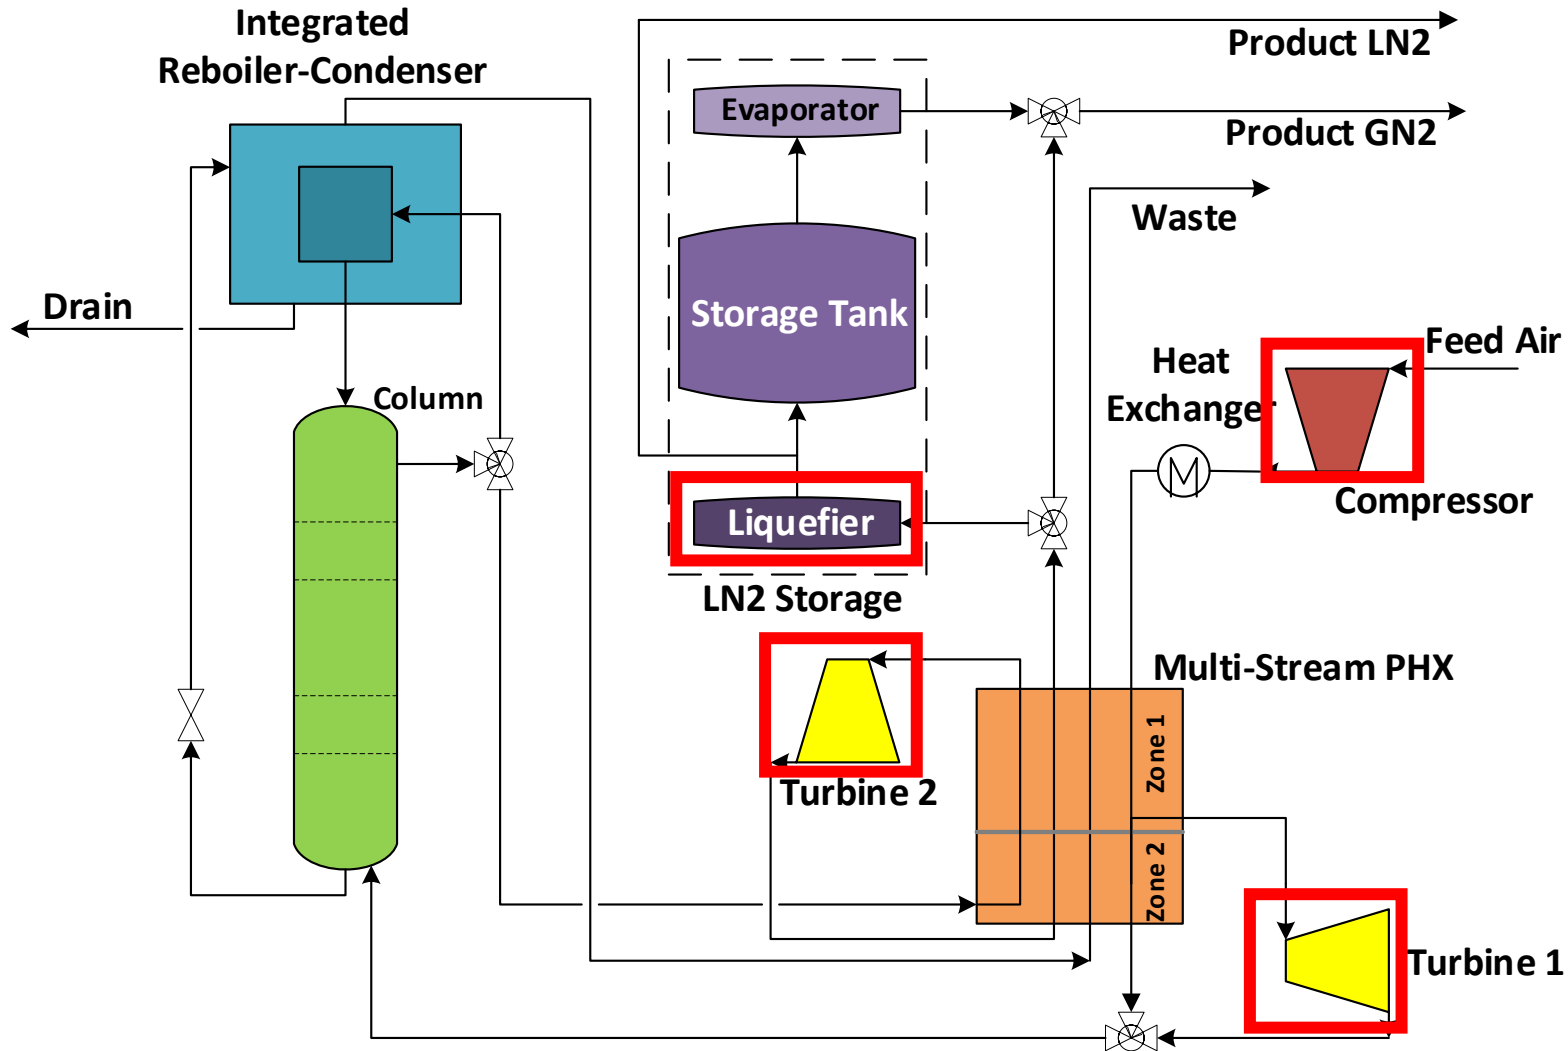 Integrated
Reboiler-Condenser
Product LN2
Evaporator
Product GN2
Waste
Drain
Storage Tank
Feed Air
Heat
Exchanger
Column
Compressor
Liquefier
LN2 Storage
Multi-Stream PHX
Zone 1
Turbine 2
Zone 2
Turbine 1